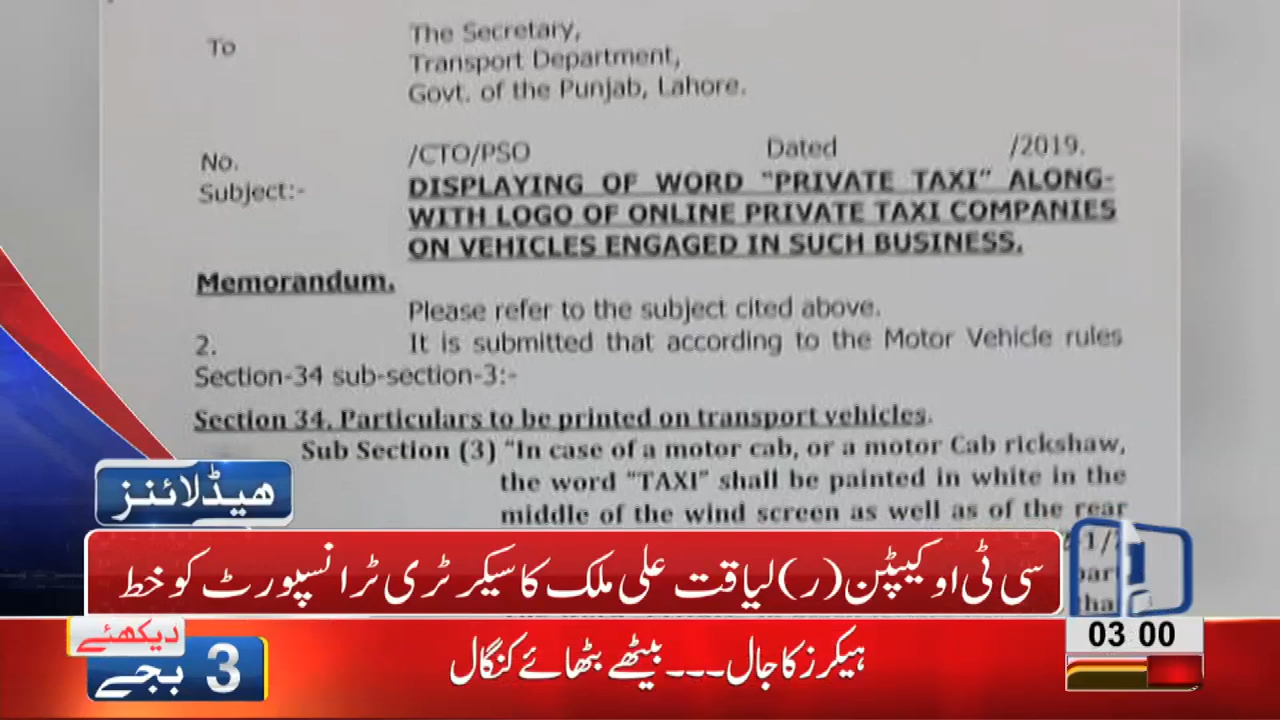 To
The Secretary,
Transport Department,
Govt. of the Punjab, Lahore.
No. /CTO/PSO Dated /2019.
Subject:- DISPLAYING OF WORD "PRIVATE TAXI" ALONG-
WITH LOGO OF ONLINE PRIVATE TAXI COMPANIES
ON VEHICLES ENGAGED IN SUCH BUSINESS.
Memorandum.
Please refer to the subject cited above.
2. It is submitted that according to the Motor Vehicle rules
Section-34 sub-section-3:-
Section 34. Particulars to be printed on transport vehicles.
Sub Section (3) "In case of a motor cab, or a motor Cab rickshaw,
the word "TAXI" shall be painted in white in the
middle of the wind screen as well as of the rear
ھیڈلائنز
سی ٹی او کیپٹن (ر) لیاقت علی ملک کا سیکرٹری ٹرانسپورٹ کو خط
دیکھئے
3 بجے
ہیکرز کا جال۔۔۔ بیٹھے بٹھائے کنگال
03 00